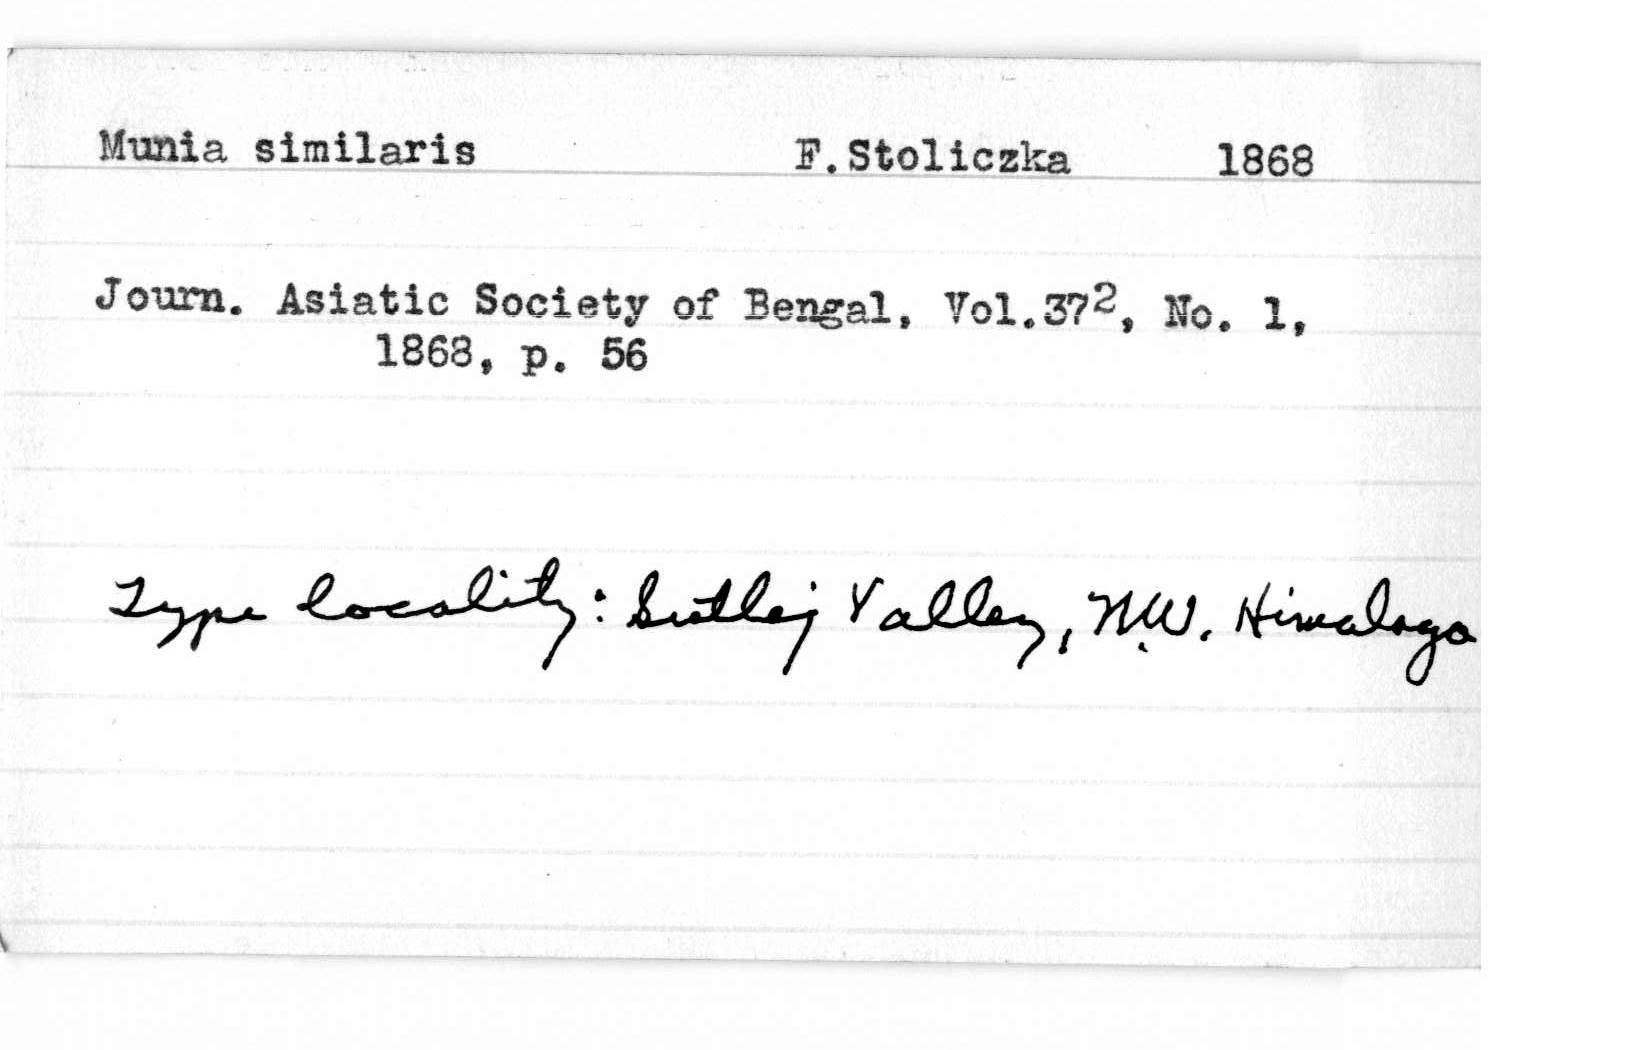 Munia similaris F.Stoliczka 1868
Journ. Asiatic Society of Bengal, Vol.37², No. 1,
1868, p. 56
Type locality: Sutlej Valley, N.W. Himalaya